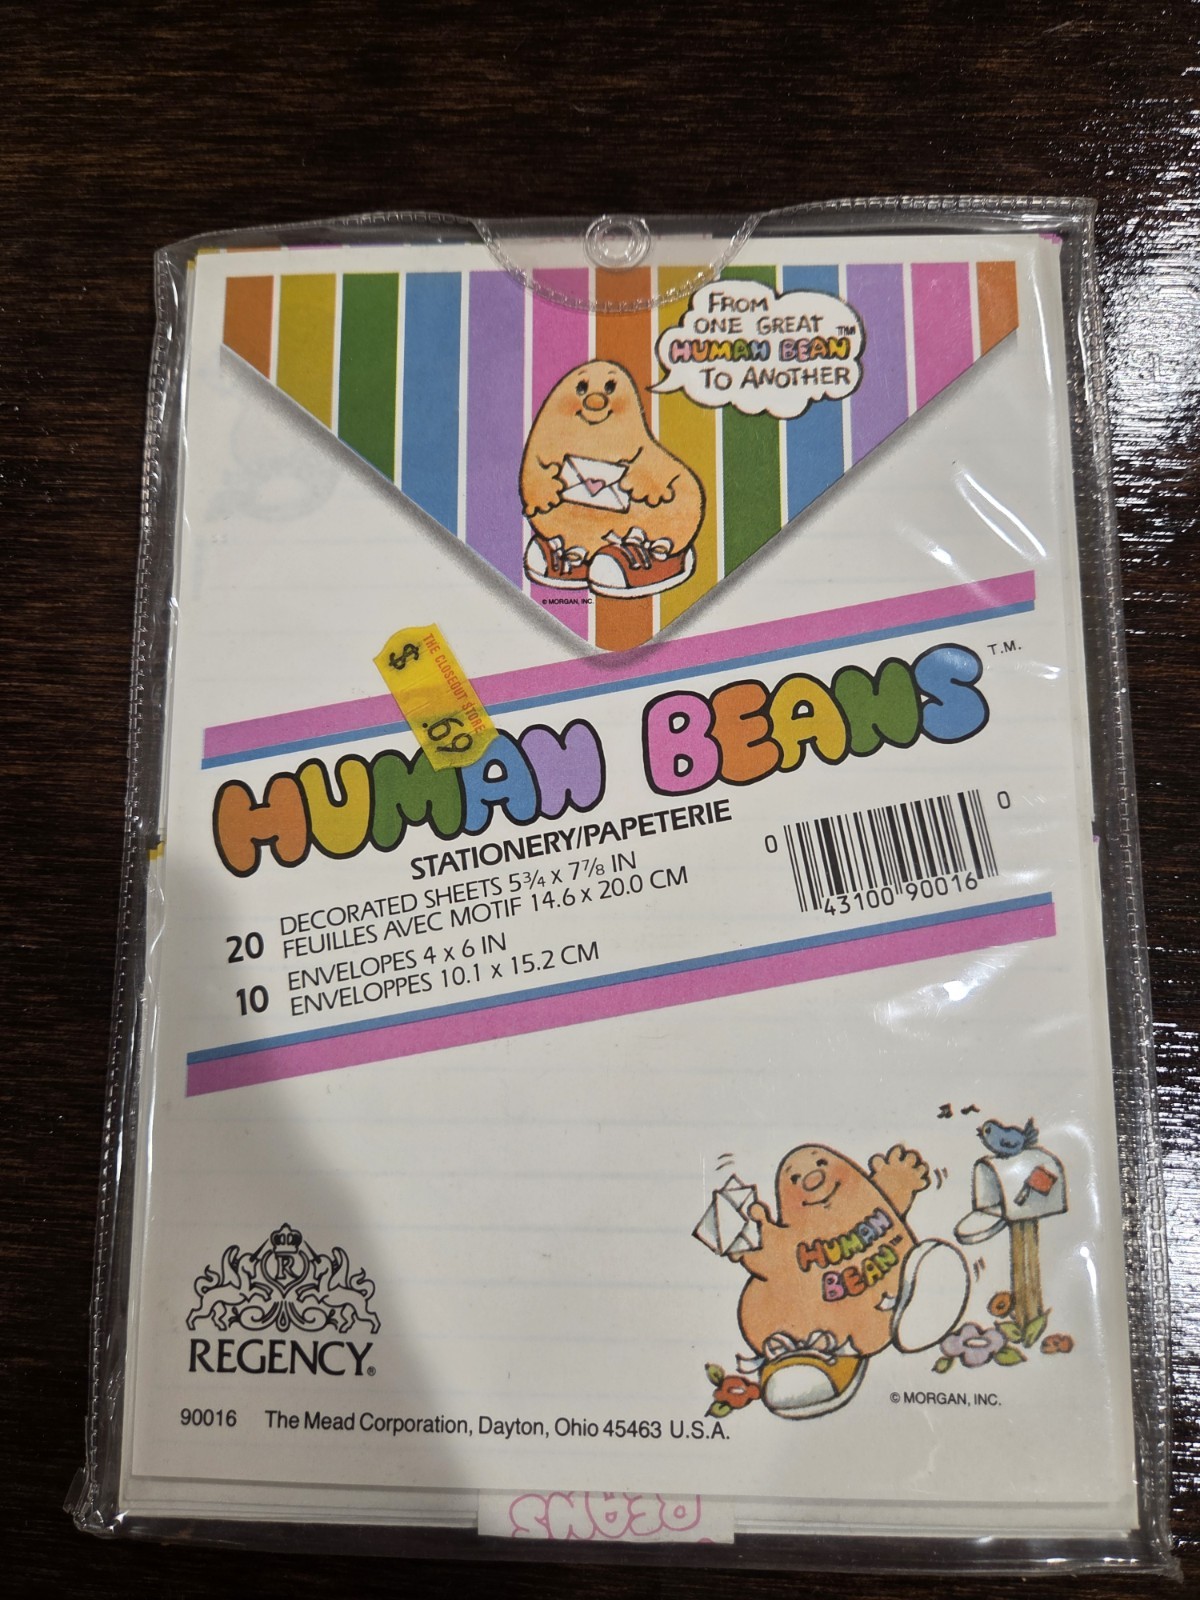 FROM
ONE GREAT
HUMAN BEAN™
TO ANOTHER
© MORGAN, INC.
THE CLOSEOUT STORE
$ .69
HUMAN BEANS T.M.
STATIONERY/PAPETERIE
20 DECORATED SHEETS 5¾ x 7⅞ IN
FEUILLES AVEC MOTIF 14.6 x 20.0 CM
10 ENVELOPES 4 x 6 IN
ENVELOPPES 10.1 x 15.2 CM
0 43100 90016 0
HUMAN
BEAN™
R
REGENCY®
© MORGAN, INC.
90016 The Mead Corporation, Dayton, Ohio 45463 U.S.A.
BEANS